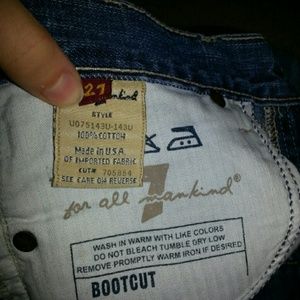 27
mankind
STYLE
U075143U-143U
100% COTTON
Made in U.S.A.
OF IMPORTED FABRIC
CUT# 705884
SEE CARE ON REVERSE
7
for all mankind®
WASH IN WARM WITH LIKE COLORS
DO NOT BLEACH TUMBLE DRY LOW
REMOVE PROMPTLY WARM IRON IF DESIRED
BOOTCUT